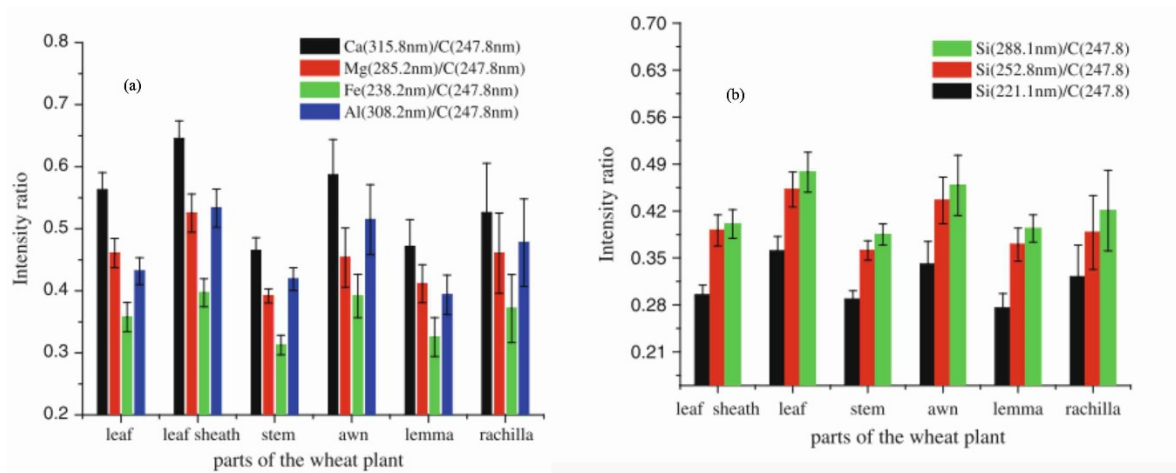 0.8
0.7
0.6
0.5
0.4
0.3
0.2
Intensity ratio
(a)
Ca(315.8nm)/C(247.8nm)
Mg(285.2nm)/C(247.8nm)
Fe(238.2nm)/C(247.8nm)
Al(308.2nm)/C(247.8nm)
leaf leaf sheath stem awn lemma rachilla
parts of the wheat plant
0.70
0.63
0.56
0.49
0.42
0.35
0.28
0.21
Intensity ratio
(b)
Si(288.1nm)/C(247.8)
Si(252.8nm)/C(247.8)
Si(221.1nm)/C(247.8)
leaf sheath leaf stem awn lemma rachilla
parts of the wheat plant